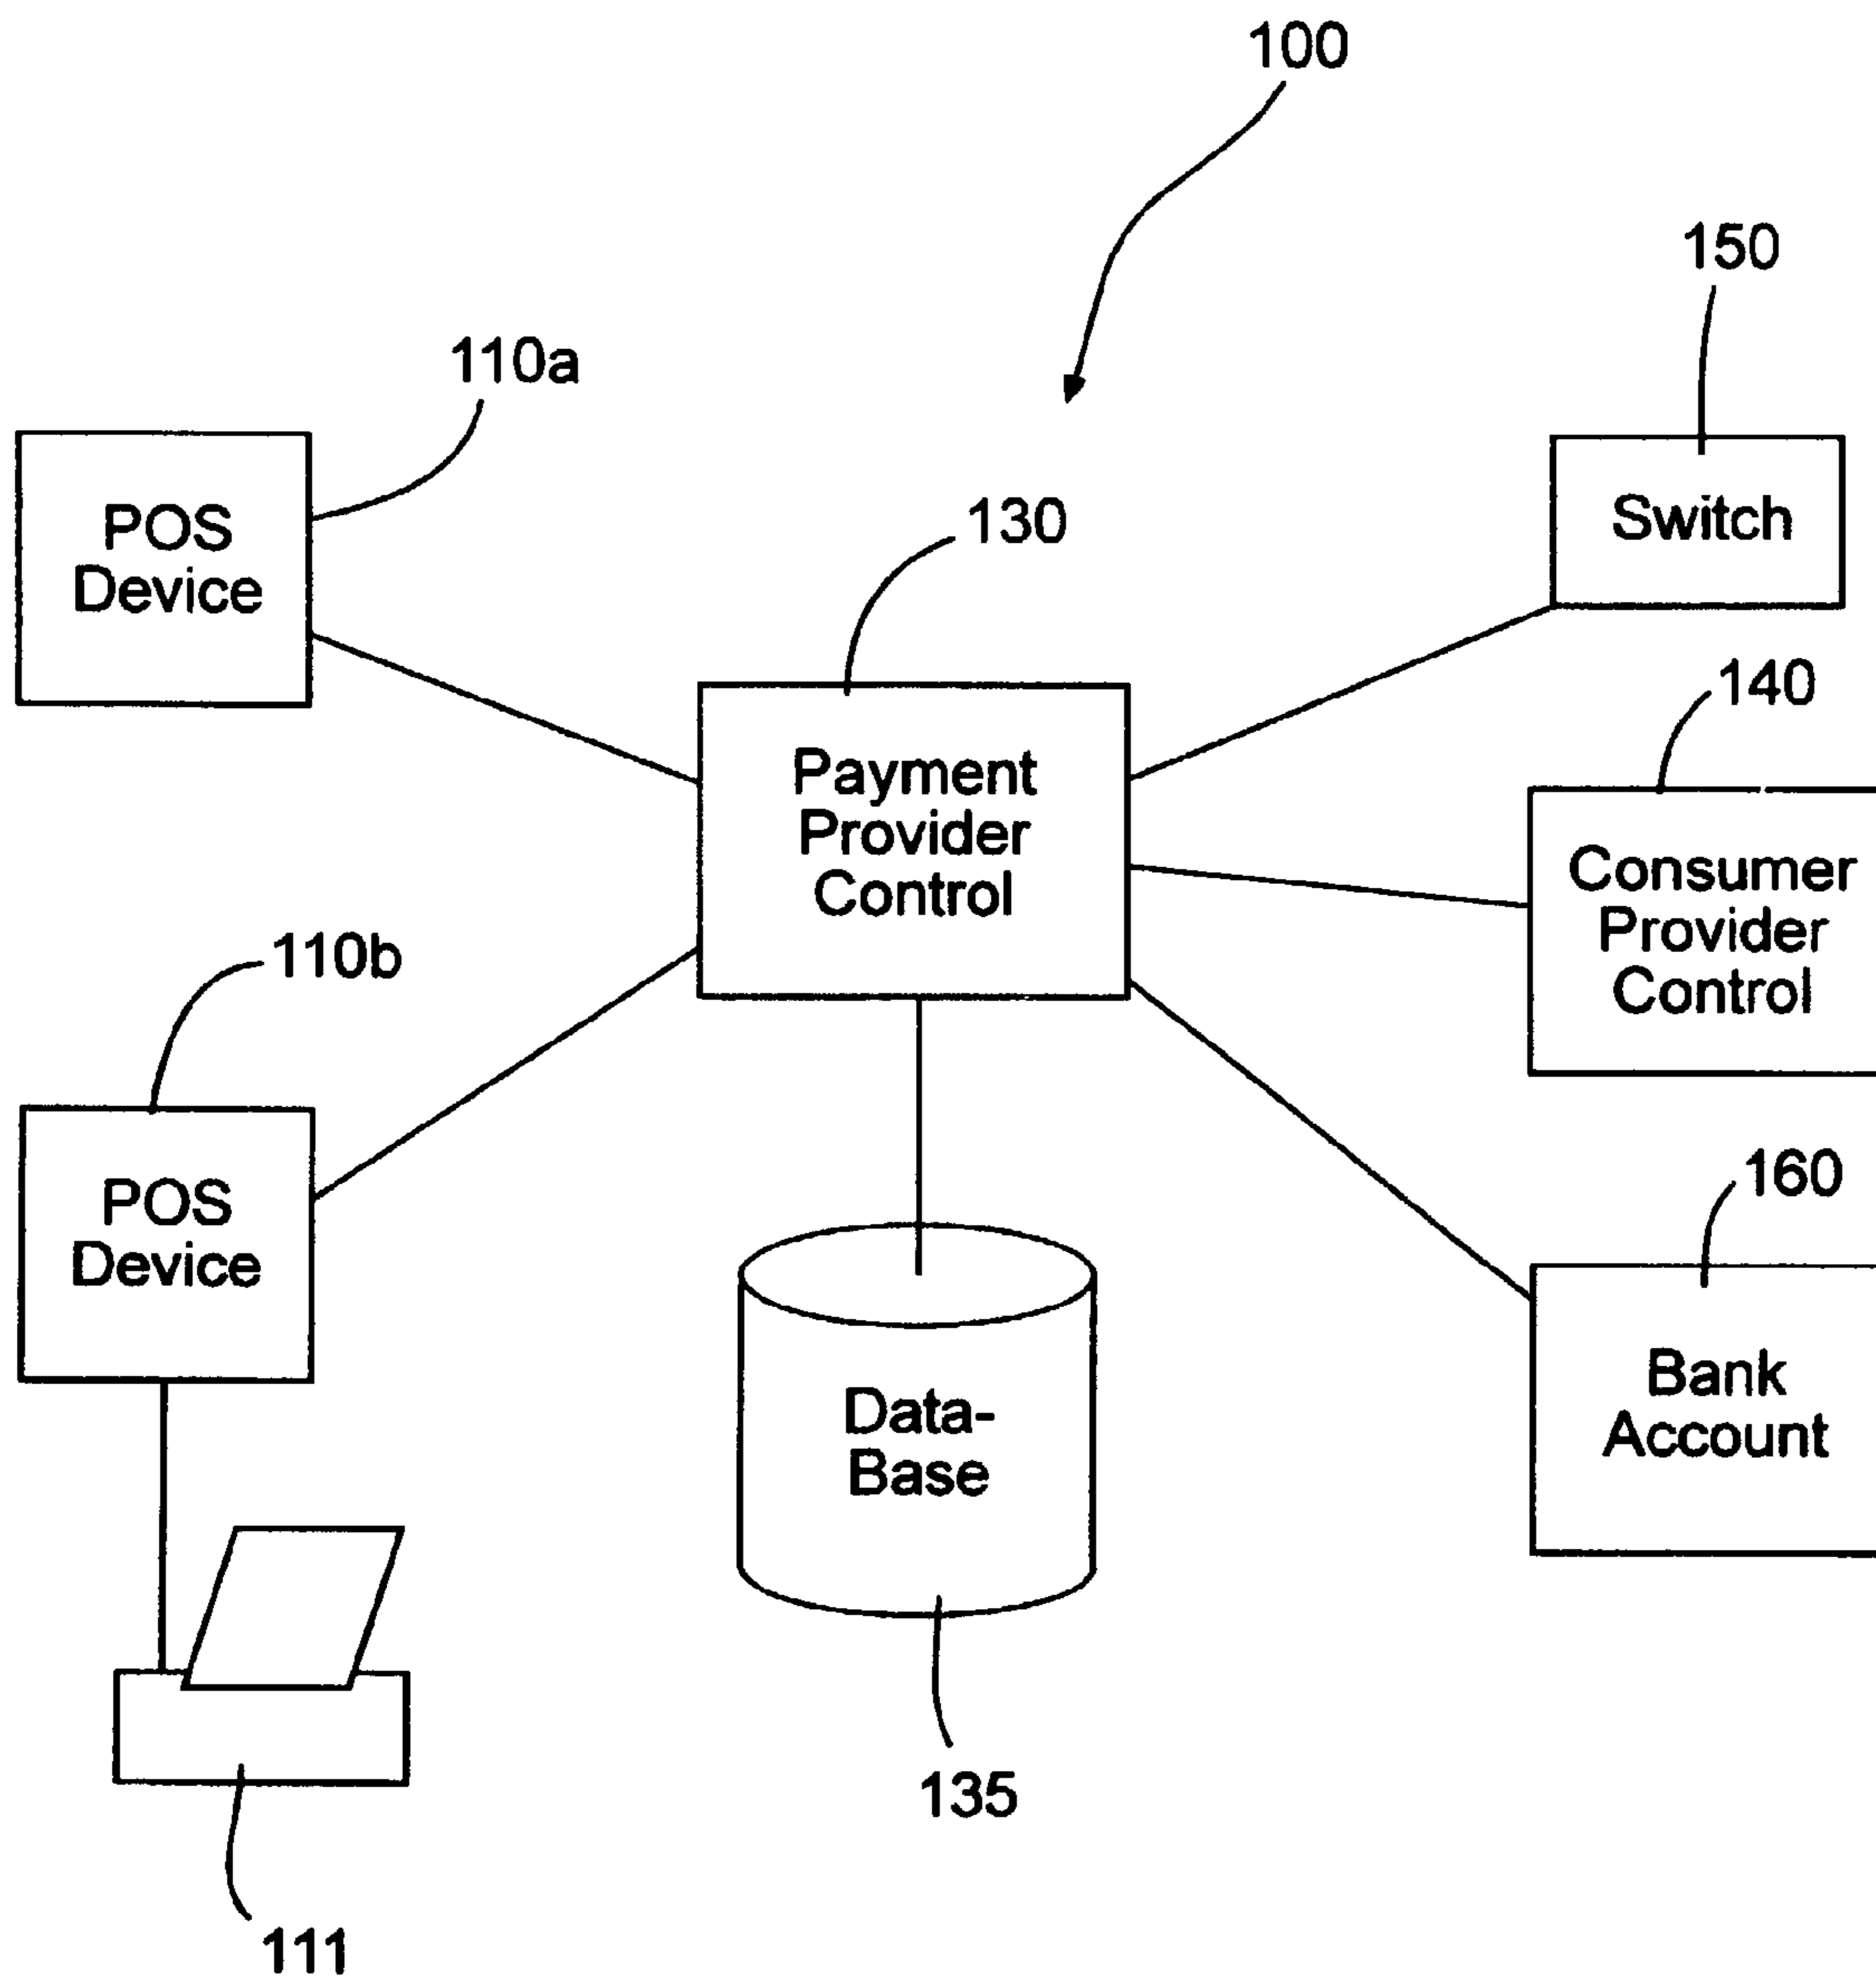 100
150
110a
POS
Device
130
Switch
140
Payment
Provider
Control
Consumer
Provider
Control
110b
POS
Device
160
Data-
Base
Bank
Account
135
111